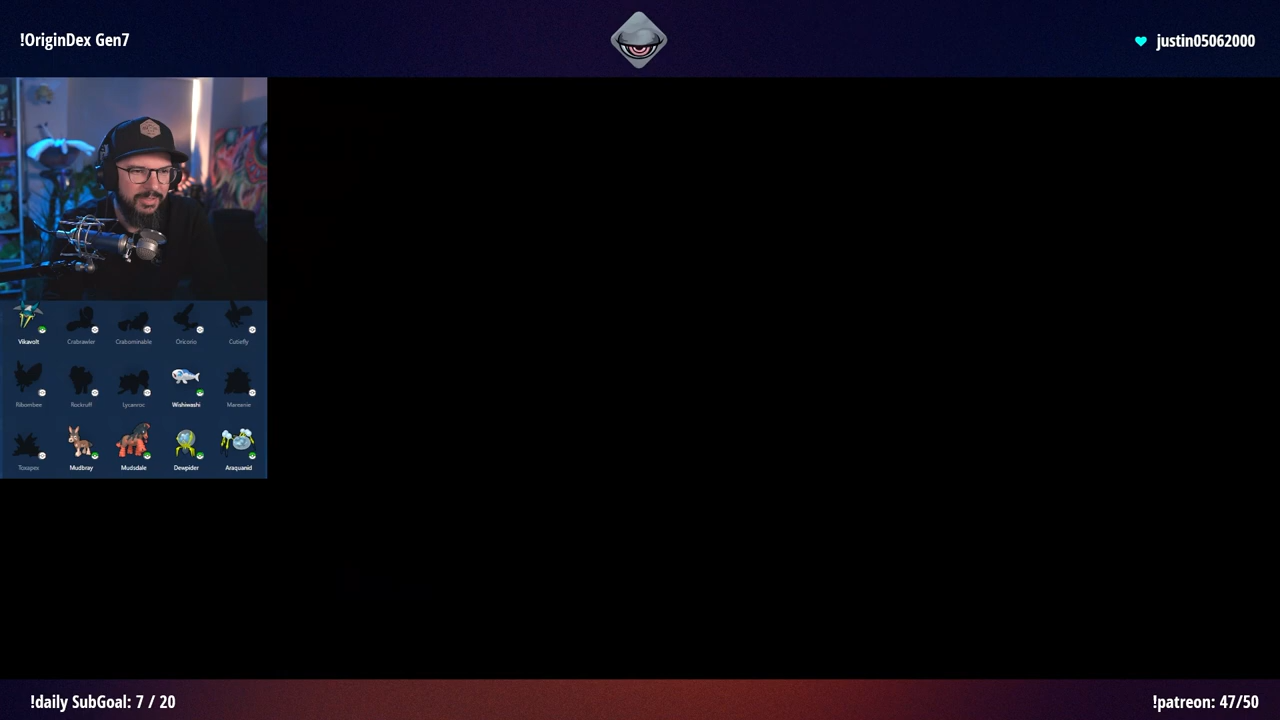 !OriginDex Gen7
justin05062000
Vikavolt Crabrawler Crabominable Oricorio Cutiefly
Ribombee Rockruff Lycanroc Wishiwashi Mareanie
Toxapex Mudbray Mudsdale Dewpider Araquanid
!daily SubGoal: 7 / 20
!patreon: 47/50